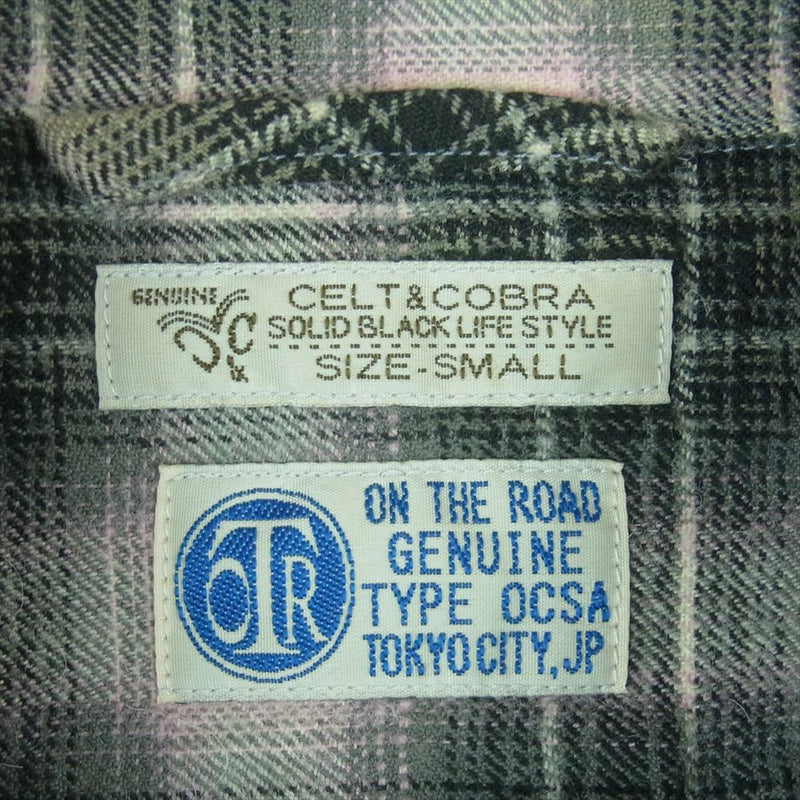 GENUINE
CELT&COBRA
SOLID BLACK LIFE STYLE
SIZE-SMALL
OTR
ON THE ROAD
GENUINE
TYPE OCSA
TOKYO CITY, JP